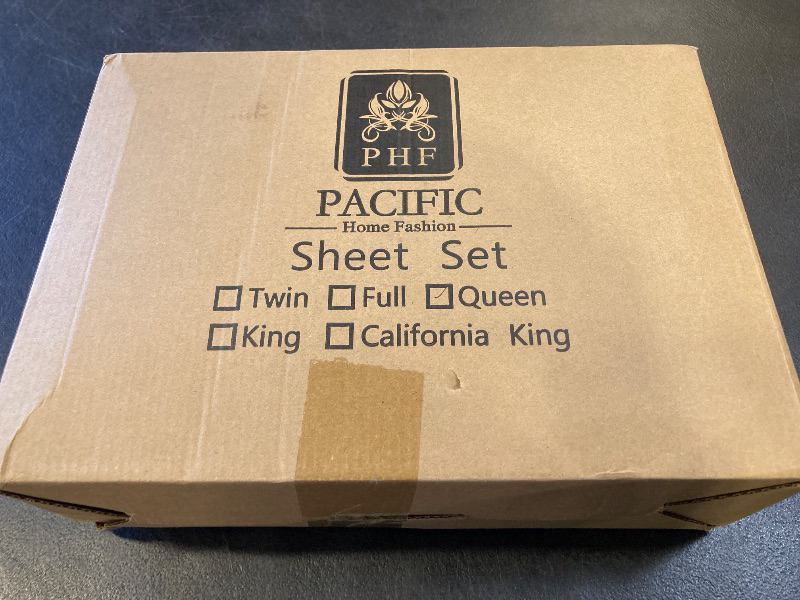 PHF
PACIFIC
Home Fashion
Sheet Set
☐ Twin ☐ Full ☑ Queen
☐ King ☐ California King